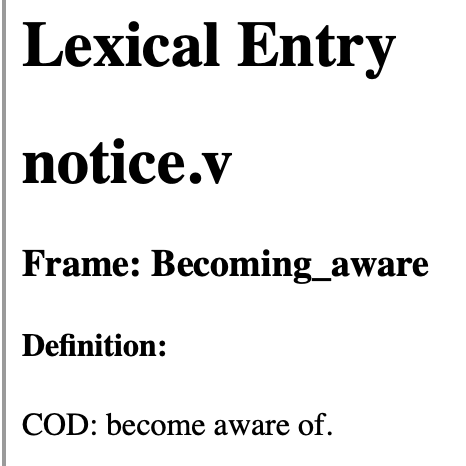 Lexical Entry
notice.v
Frame: Becoming_aware
Definition:
COD: become aware of.